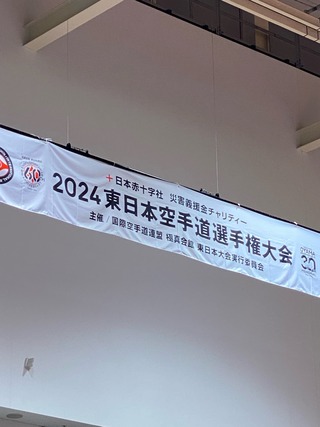 ＋日本赤十字社 災害義援金チャリティー
2024東日本空手道選手権大会
主催／国際空手道連盟 極真会館 東日本大会実行委員会
30